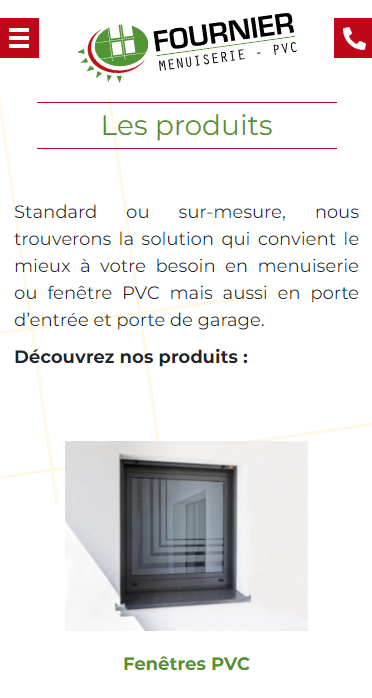 FOURNIER
MENUISERIE - PVC
Les produits
Standard ou sur-mesure, nous
trouverons la solution qui convient le
mieux à votre besoin en menuiserie
ou fenêtre PVC mais aussi en porte
d’entrée et porte de garage.
Découvrez nos produits :
Fenêtres PVC